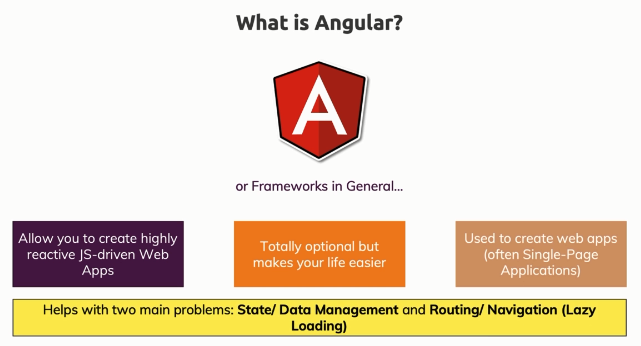 What is Angular?
A
or Frameworks in General...
Allow you to create highly
reactive JS-driven Web
Apps
Totally optional but
makes your life easier
Used to create web apps
(often Single-Page
Applications)
Helps with two main problems: State/ Data Management and Routing/ Navigation (Lazy
Loading)